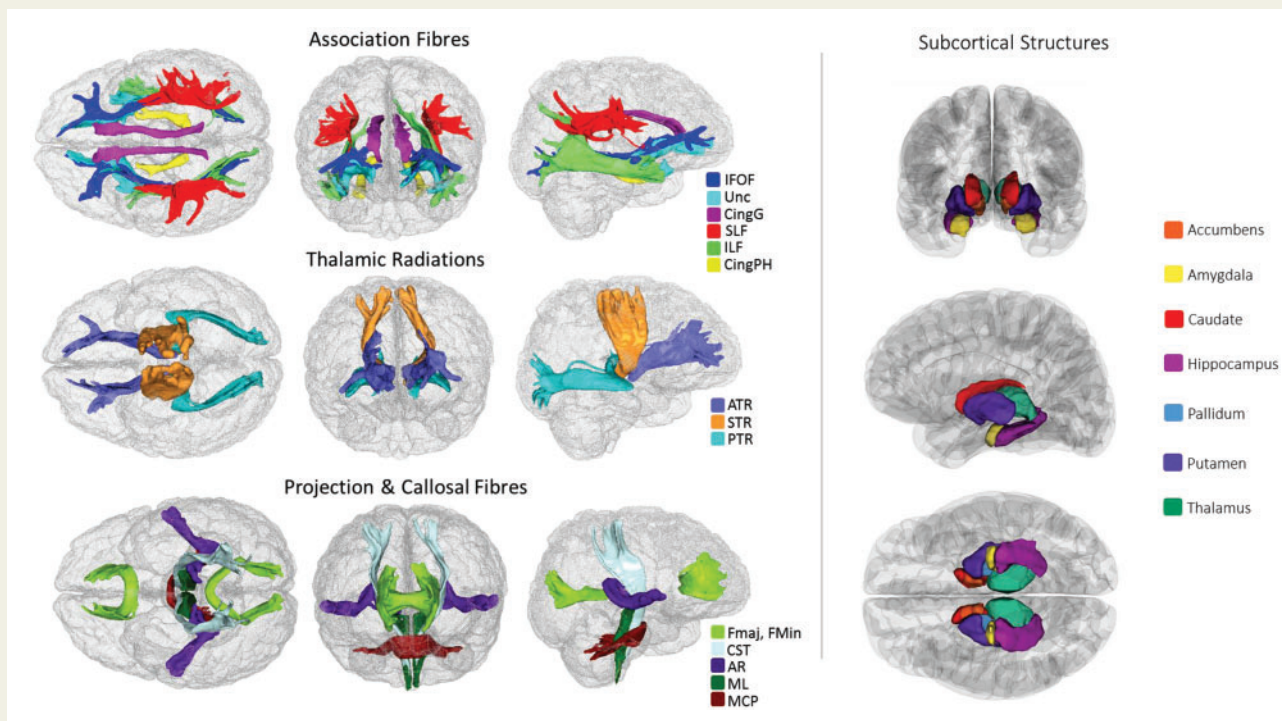 Association Fibres
IFOF
Unc
CingG
SLF
ILF
CingPH
Thalamic Radiations
ATR
STR
PTR
Projection & Callosal Fibres
Fmaj, FMin
CST
AR
ML
MCP
Subcortical Structures
Accumbens
Amygdala
Caudate
Hippocampus
Pallidum
Putamen
Thalamus